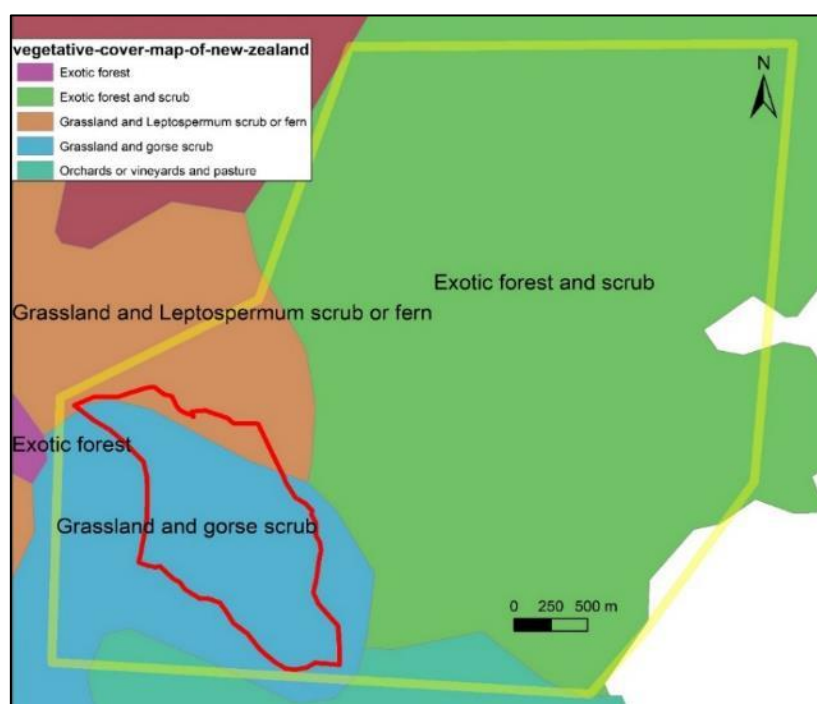 vegetative-cover-map-of-new-zealand
Exotic forest
Exotic forest and scrub
Grassland and Leptospermum scrub or fern
Grassland and gorse scrub
Orchards or vineyards and pasture
N
Exotic forest and scrub
Grassland and Leptospermum scrub or fern
Exotic forest
Grassland and gorse scrub
0 250 500 m